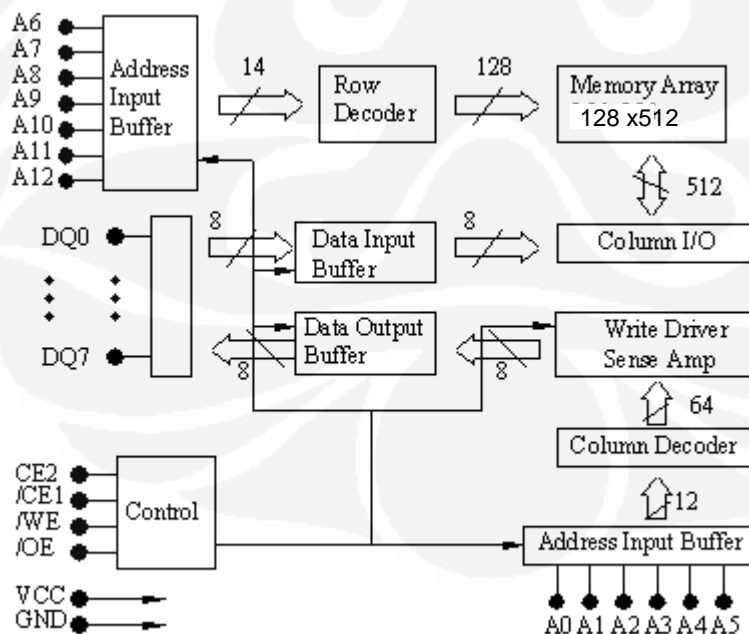 A6
A7
A8
A9
A10
A11
A12
Address
Input
Buffer
14
Row
Decoder
128
Memory Array
128 x512
512
DQ0
DQ7
8
Data Input
Buffer
8
Column I/O
Data Output
Buffer
8
8
Write Driver
Sense Amp
64
Column Decoder
12
Address Input Buffer
A0 A1 A2 A3 A4 A5
CE2
/CE1
/WE
/OE
Control
VCC
GND